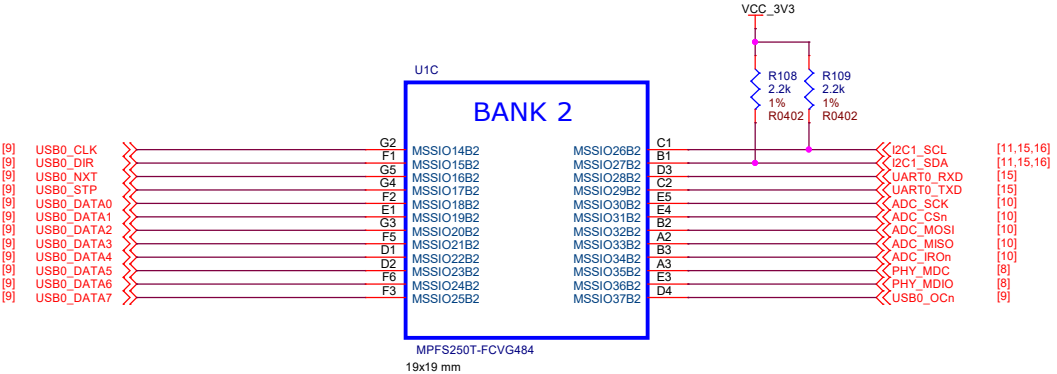 VCC_3V3
U1C
BANK 2
R108
2.2k
1%
R0402
R109
2.2k
1%
R0402
[9] USB0_CLK G2 MSSIO14B2 MSSIO26B2 C1 I2C1_SCL [11,15,16]
[9] USB0_DIR F1 MSSIO15B2 MSSIO27B2 B1 I2C1_SDA [11,15,16]
[9] USB0_NXT G5 MSSIO16B2 MSSIO28B2 D3 UART0_RXD [15]
[9] USB0_STP G4 MSSIO17B2 MSSIO29B2 C2 UART0_TXD [15]
[9] USB0_DATA0 F2 MSSIO18B2 MSSIO30B2 E5 ADC_SCK [10]
[9] USB0_DATA1 E1 MSSIO19B2 MSSIO31B2 E4 ADC_CSn [10]
[9] USB0_DATA2 G3 MSSIO20B2 MSSIO32B2 B2 ADC_MOSI [10]
[9] USB0_DATA3 F5 MSSIO21B2 MSSIO33B2 A2 ADC_MISO [10]
[9] USB0_DATA4 D1 MSSIO22B2 MSSIO34B2 B3 ADC_IRQn [10]
[9] USB0_DATA5 D2 MSSIO23B2 MSSIO35B2 A3 PHY_MDC [8]
[9] USB0_DATA6 F6 MSSIO24B2 MSSIO36B2 E3 PHY_MDIO [8]
[9] USB0_DATA7 F3 MSSIO25B2 MSSIO37B2 D4 USB0_OCn [9]
MPFS250T-FCVG484
19x19 mm